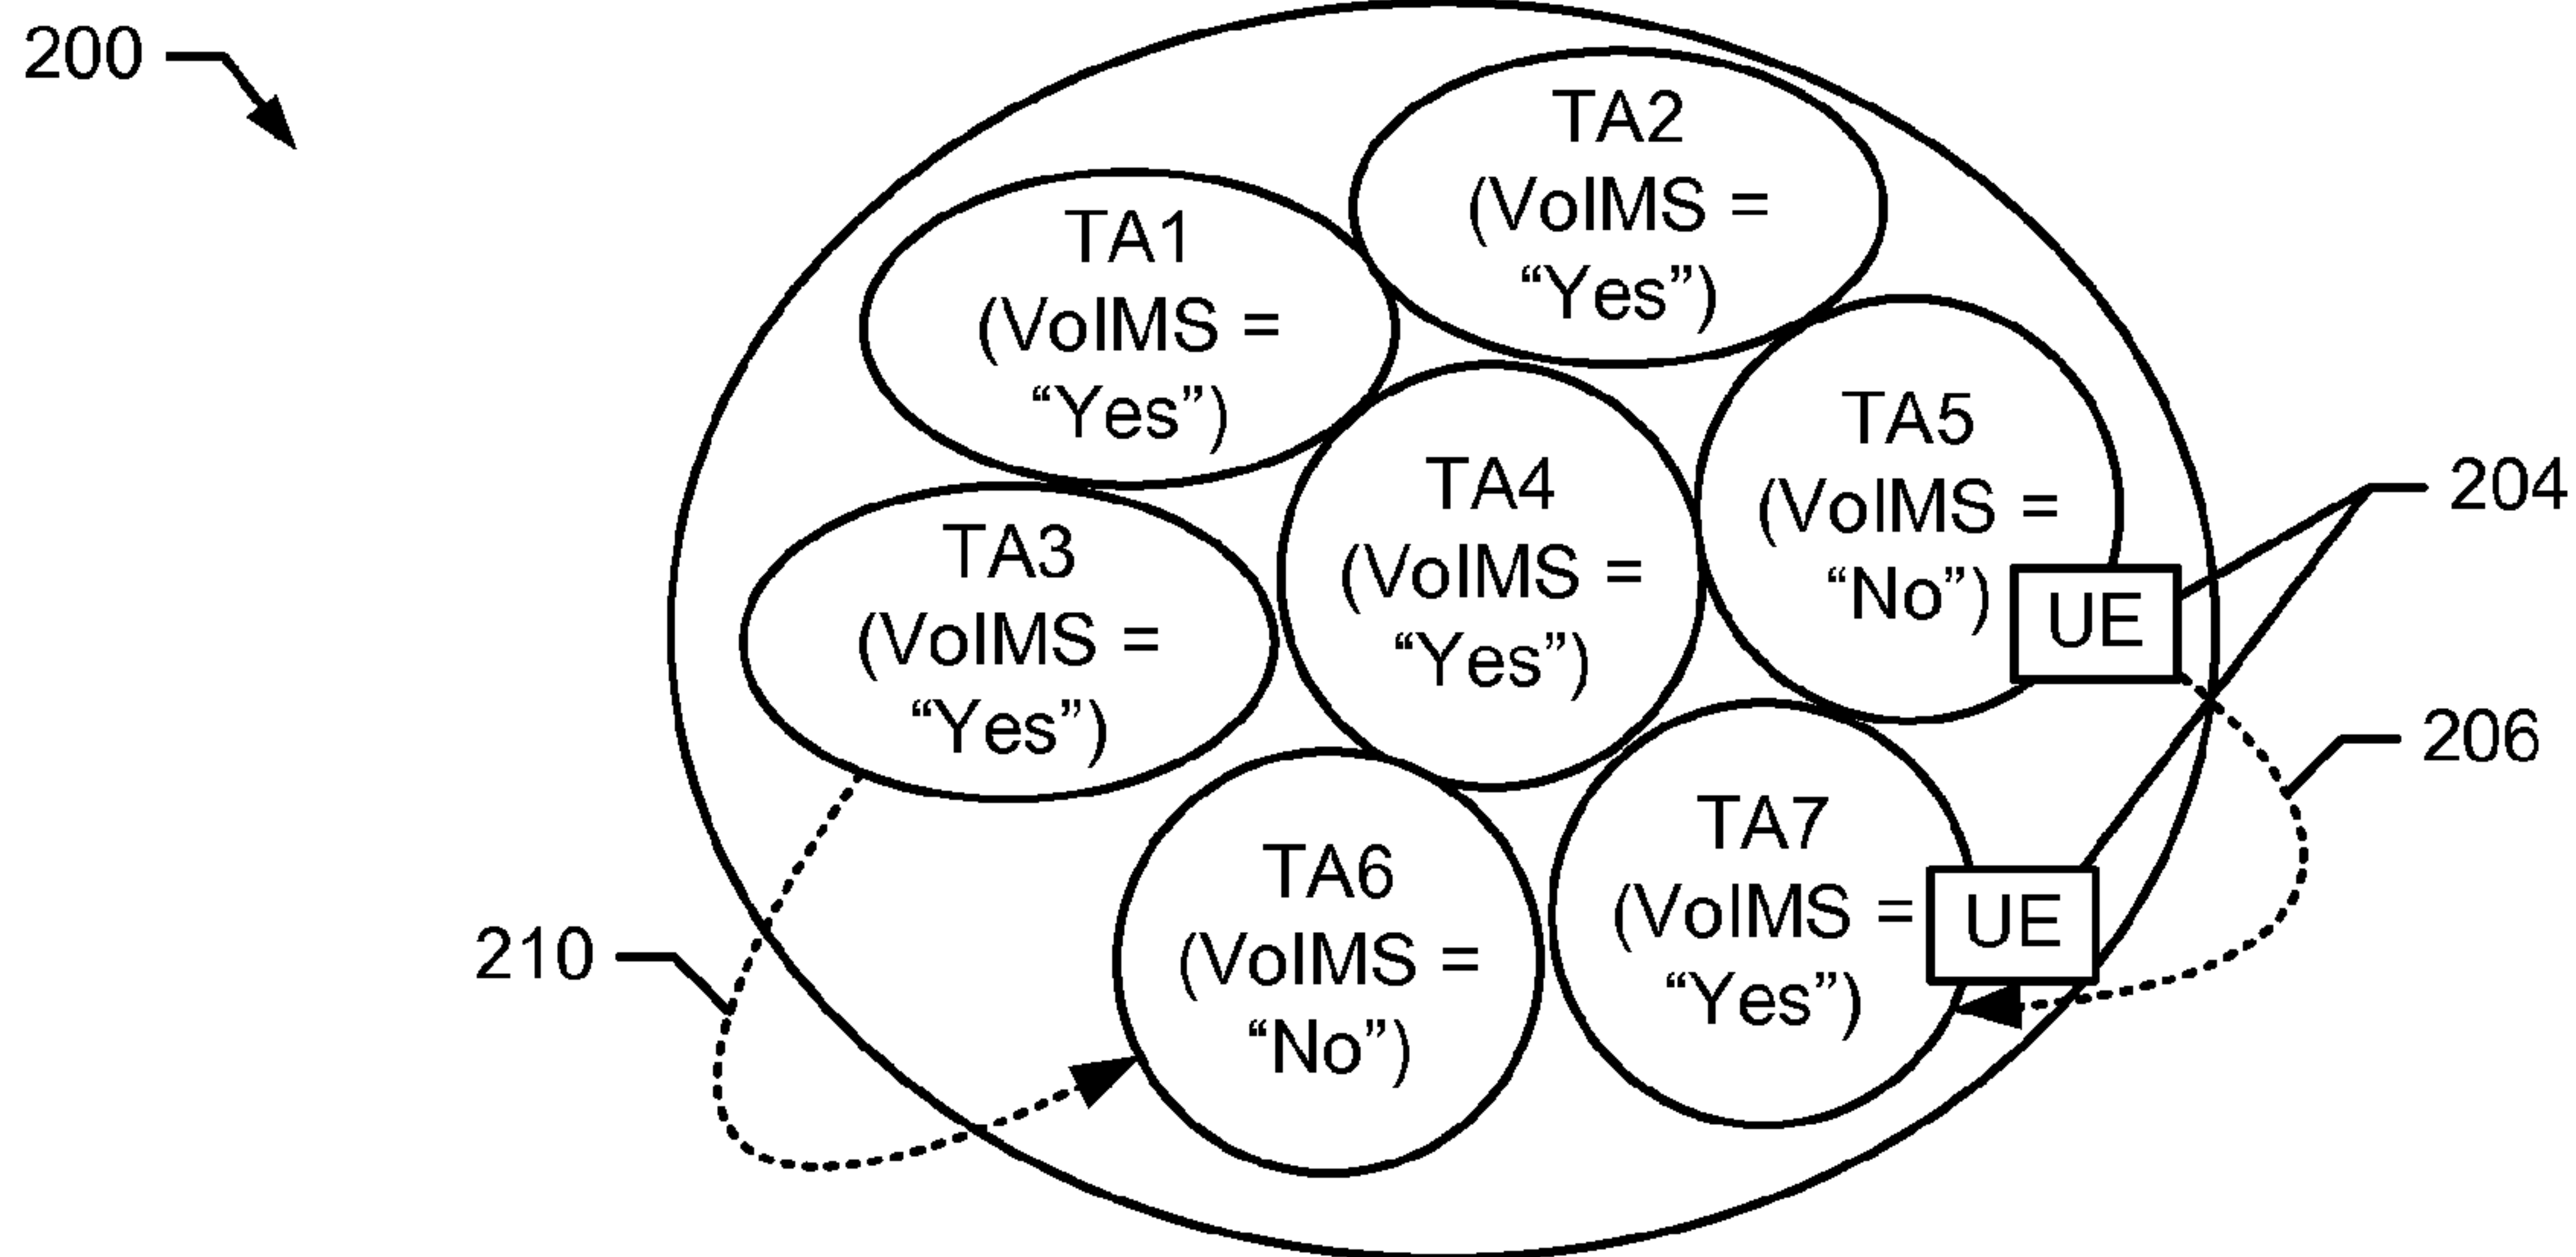 200
TA2
(VoIMS =
“Yes”)
TA1
(VoIMS =
“Yes”)
TA5
(VoIMS =
“No”)
UE
204
TA4
(VoIMS =
“Yes”)
TA3
(VoIMS =
“Yes”)
206
TA7
(VoIMS =
“Yes”)
UE
TA6
(VoIMS =
“No”)
210